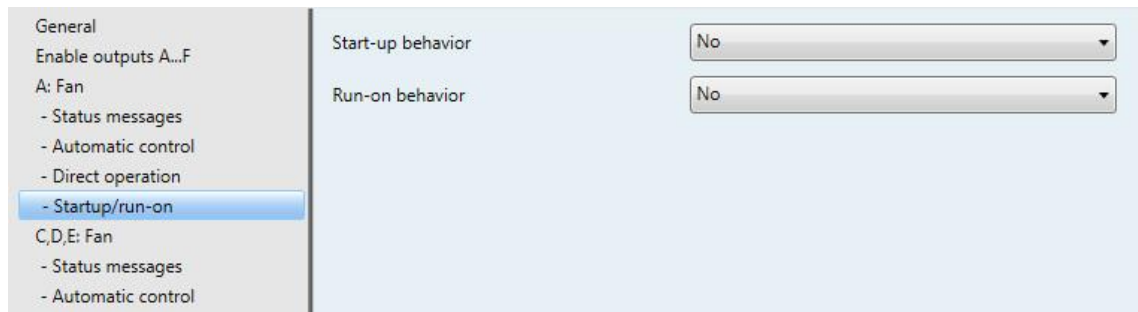 General
Enable outputs A...F
A: Fan
- Status messages
- Automatic control
- Direct operation
- Startup/run-on
C,D,E: Fan
- Status messages
- Automatic control
Start-up behavior No
Run-on behavior No